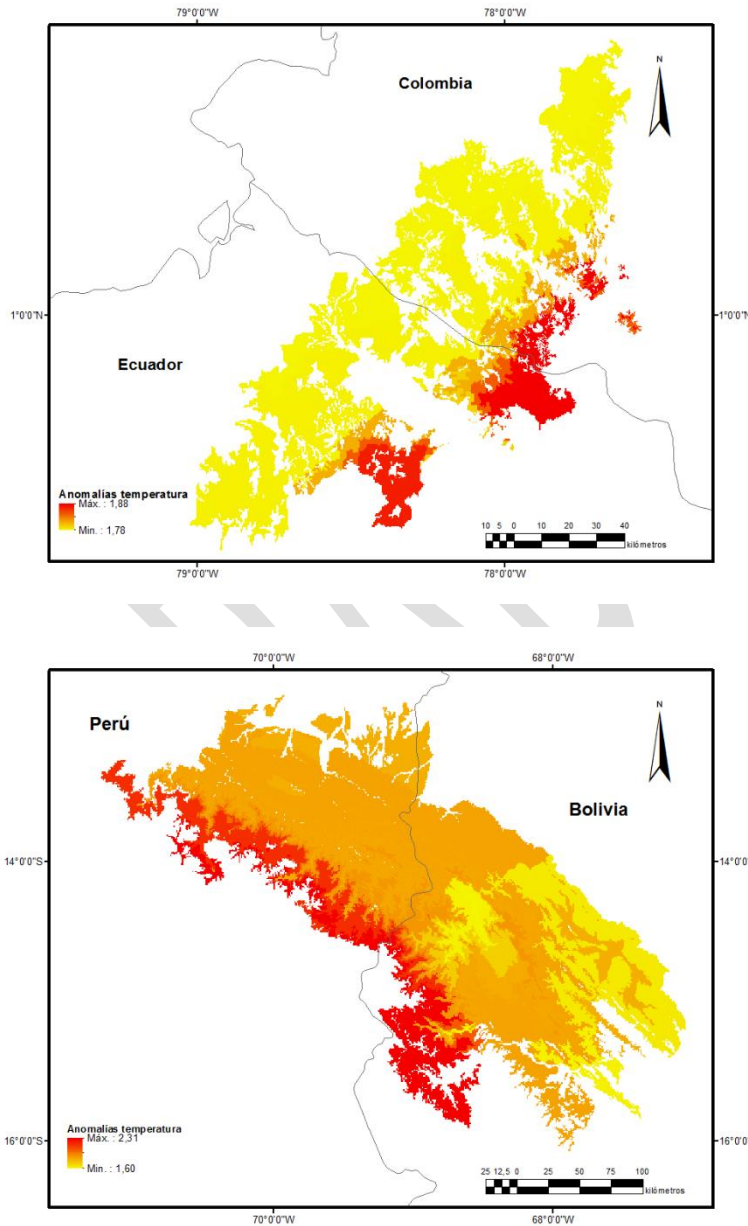 79°0'0"W 78°0'0"W
Colombia
N
1°0'0"N 1°0'0"N
Ecuador
Anomalías temperatura
Máx. : 1,88
Min. : 1,78
10 5 0 10 20 30 40
kilómetros
79°0'0"W 78°0'0"W
70°0'0"W 68°0'0"W
Perú
N
Bolivia
14°0'0"S 14°0'0"S
16°0'0"S 16°0'0"S
Anomalías temperatura
Máx. : 2,31
Min. : 1,60
25 12,5 0 25 50 75 100
kilómetros
70°0'0"W 68°0'0"W